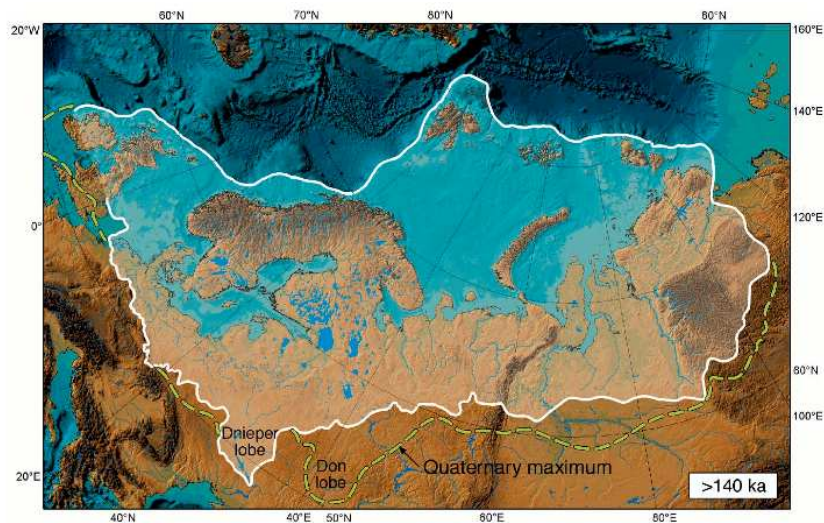 60°N 70°N 80°N 80°N
20°W 160°E
140°E
0° 120°E
80°N
100°E
Dnieper
lobe
Don
lobe
Quaternary maximum
>140 ka
20°E
40°N 40°E 50°N 60°E 80°E